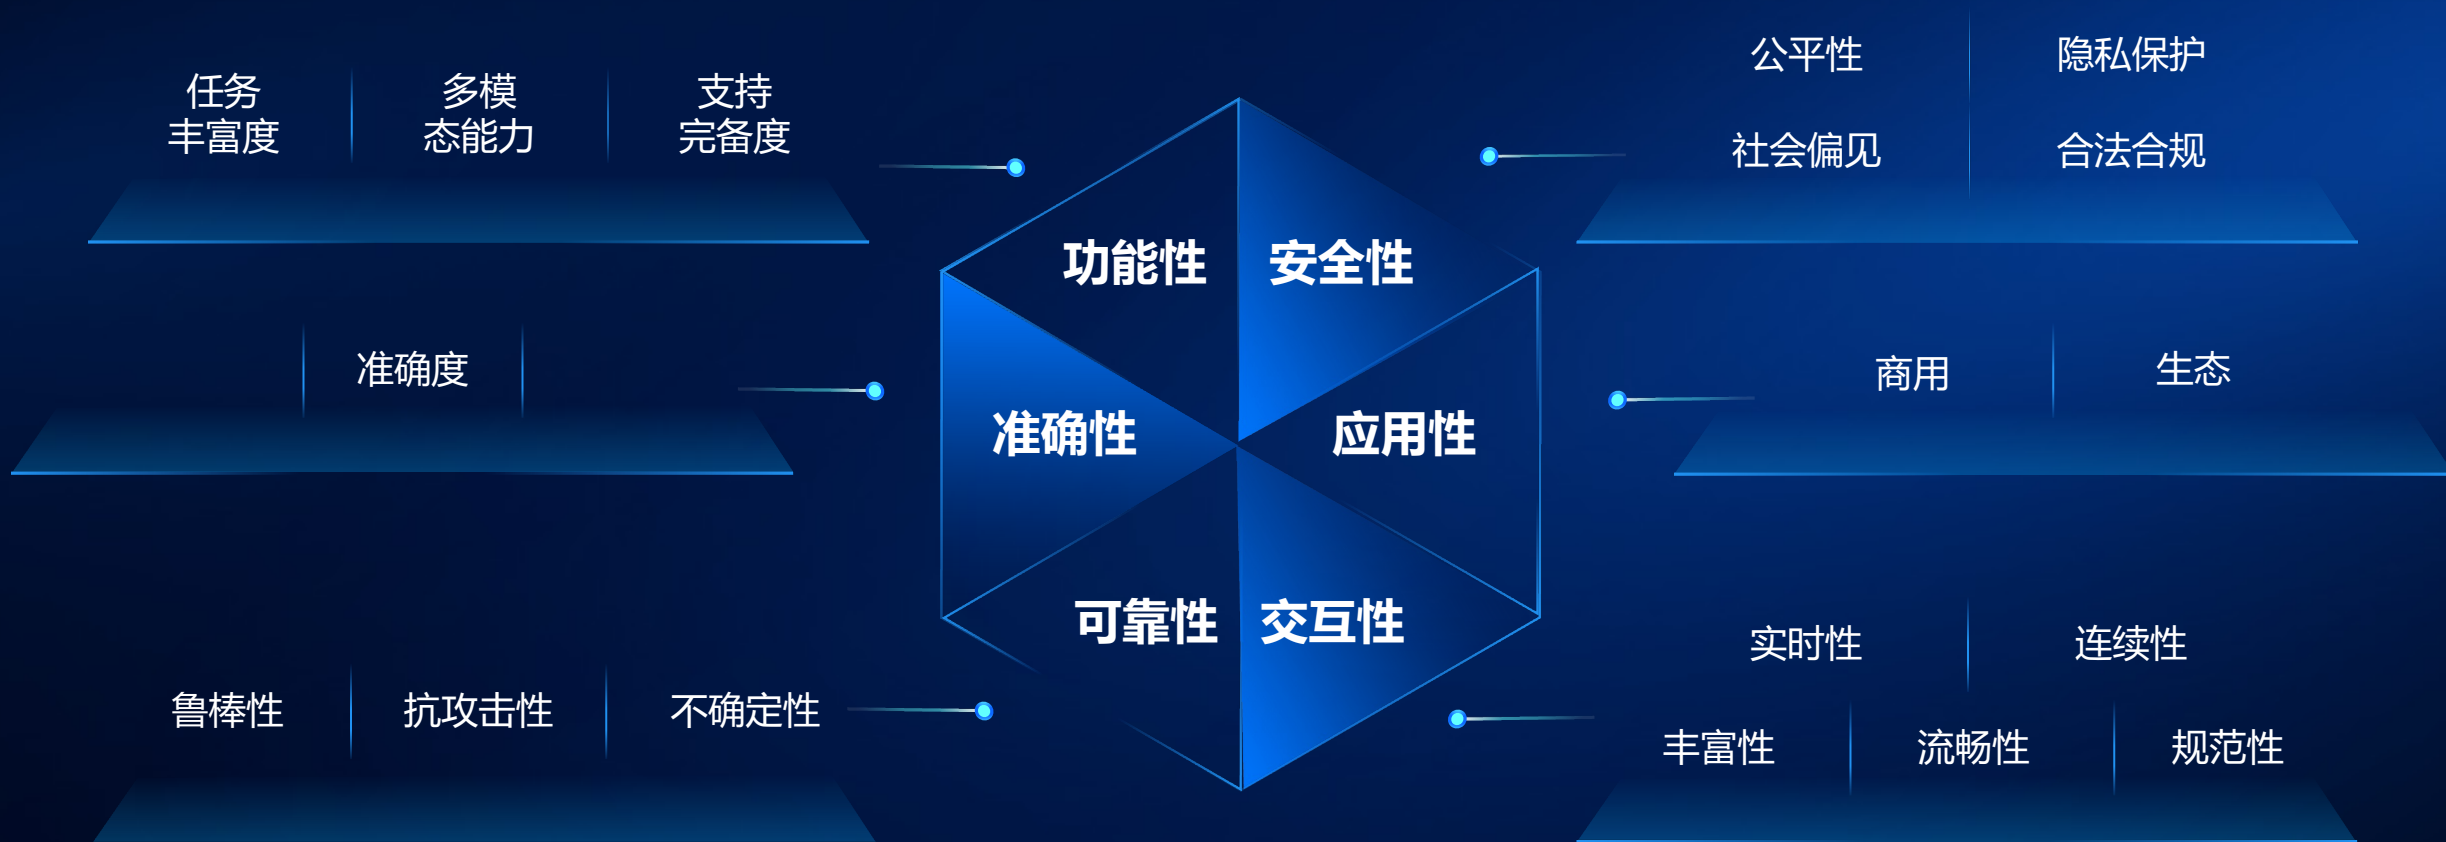 任务
丰富度
多模
态能力
支持
完备度
公平性
隐私保护
社会偏见
合法合规
功能性
安全性
准确度
准确性
应用性
商用
生态
可靠性
交互性
鲁棒性
抗攻击性
不确定性
实时性
连续性
丰富性
流畅性
规范性